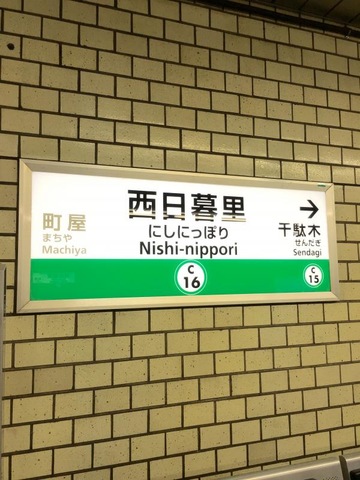 町屋
まちや
Machiya
西日暮里
にしにっぽり
Nishi-nippori
C
16
→
千駄木
せんだぎ
Sendagi
C
15